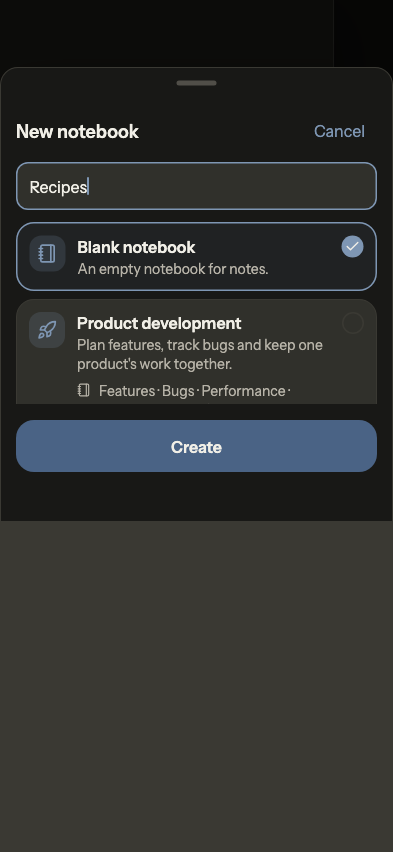 New notebook
Cancel
Recipes
Blank notebook
An empty notebook for notes.
Product development
Plan features, track bugs and keep one
product's work together.
Features · Bugs · Performance ·
Create